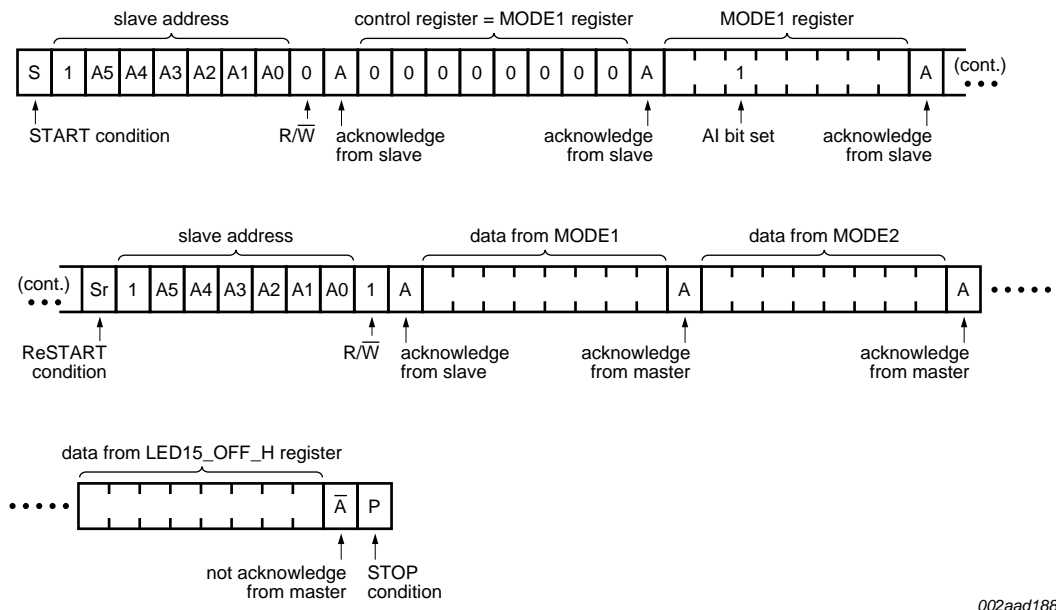 slave address control register = MODE1 register MODE1 register
S 1 A5 A4 A3 A2 A1 A0 0 A 0 0 0 0 0 0 0 0 A 1 A (cont.)
START condition R/W̅ acknowledge from slave acknowledge from slave AI bit set acknowledge from slave
slave address data from MODE1 data from MODE2
(cont.) Sr 1 A5 A4 A3 A2 A1 A0 1 A A A
ReSTART condition R/W̅ acknowledge from slave acknowledge from master acknowledge from master
data from LED15_OFF_H register
A̅ P
not acknowledge from master STOP condition
002aad188